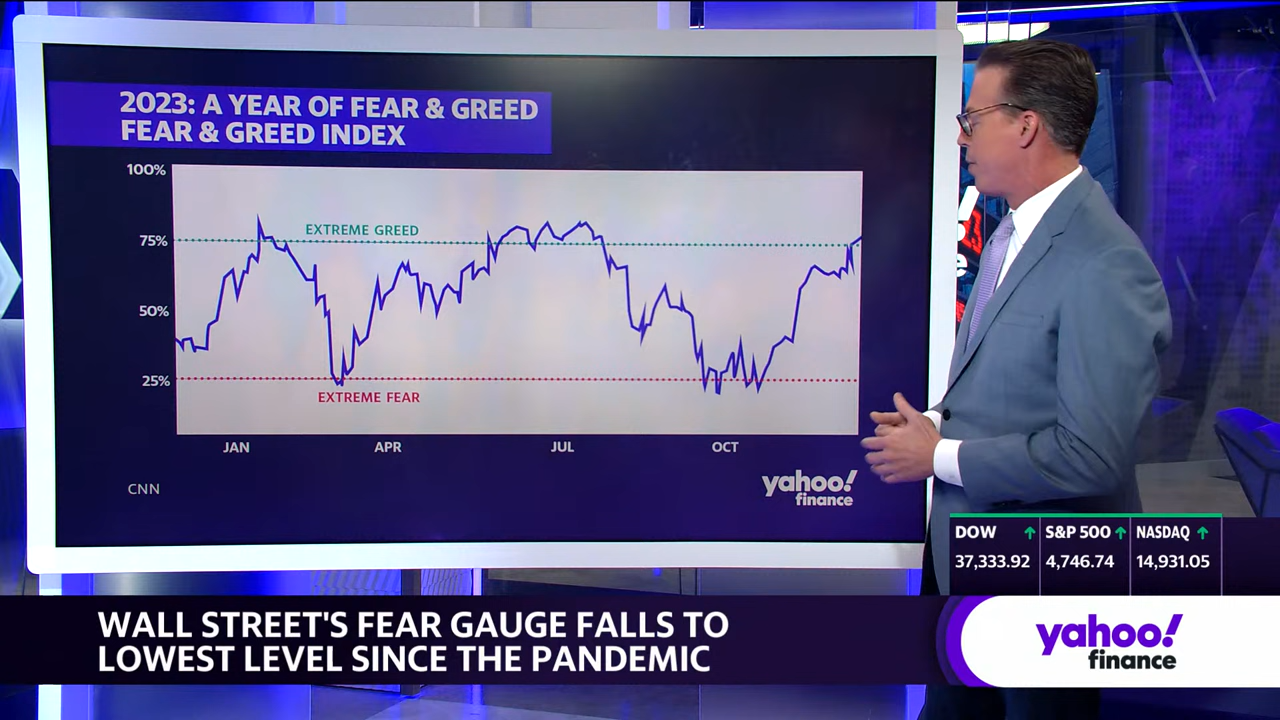 2023: A YEAR OF FEAR & GREED
FEAR & GREED INDEX
100%
75%
50%
25%
EXTREME GREED
EXTREME FEAR
JAN
APR
JUL
OCT
CNN
yahoo!
finance
DOW
37,333.92
S&P 500
4,746.74
NASDAQ
14,931.05
WALL STREET'S FEAR GAUGE FALLS TO
LOWEST LEVEL SINCE THE PANDEMIC
yahoo!
finance